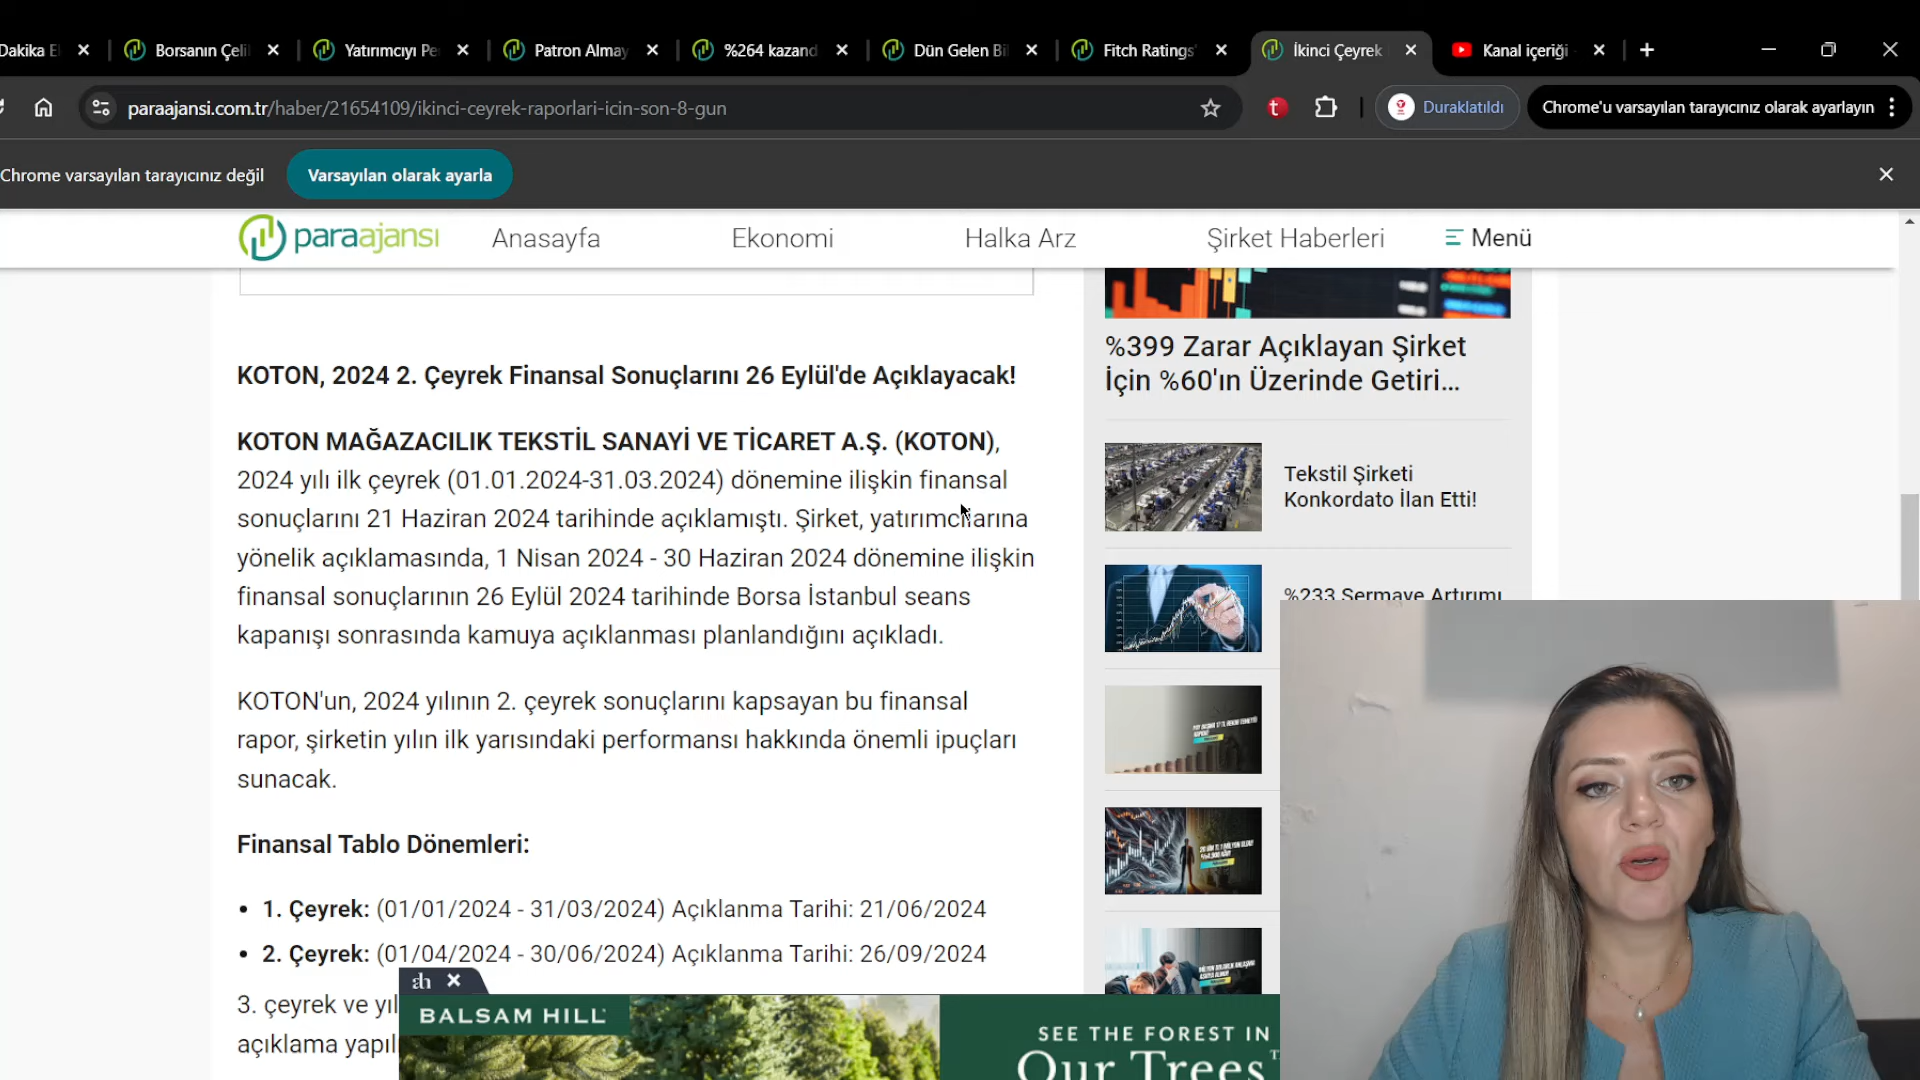 Dakika
Borsanın Çeli
Yatırımcıyı Pe
Patron Almay
%264 kazand
Dün Gelen Bi
Fitch Ratings'
İkinci Çeyrek
Kanal içeriği
paraajansi.com.tr/haber/21654109/ikinci-ceyrek-raporlari-icin-son-8-gun
Duraklatıldı
Chrome'u varsayılan tarayıcınız olarak ayarlayın
Chrome varsayılan tarayıcınız değil
Varsayılan olarak ayarla
paraajansı
Anasayfa
Ekonomi
Halka Arz
Şirket Haberleri
Menü
KOTON, 2024 2. Çeyrek Finansal Sonuçlarını 26 Eylül'de Açıklayacak!
KOTON MAĞAZACILIK TEKSTİL SANAYİ VE TİCARET A.Ş. (KOTON),
2024 yılı ilk çeyrek (01.01.2024-31.03.2024) dönemine ilişkin finansal
sonuçlarını 21 Haziran 2024 tarihinde açıklamıştı. Şirket, yatırımcılarına
yönelik açıklamasında, 1 Nisan 2024 - 30 Haziran 2024 dönemine ilişkin
finansal sonuçlarının 26 Eylül 2024 tarihinde Borsa İstanbul seans
kapanışı sonrasında kamuya açıklanması planlandığını açıkladı.
KOTON'un, 2024 yılının 2. çeyrek sonuçlarını kapsayan bu finansal
rapor, şirketin yılın ilk yarısındaki performansı hakkında önemli ipuçları
sunacak.
Finansal Tablo Dönemleri:
• 1. Çeyrek: (01/01/2024 - 31/03/2024) Açıklanma Tarihi: 21/06/2024
• 2. Çeyrek: (01/04/2024 - 30/06/2024) Açıklanma Tarihi: 26/09/2024
3. çeyrek ve yıl
açıklama yapıl
%399 Zarar Açıklayan Şirket
İçin %60'ın Üzerinde Getiri...
Tekstil Şirketi
Konkordato İlan Etti!
%233 Sermaye Artırımı
BALSAM HILL
SEE THE FOREST IN
Our Trees